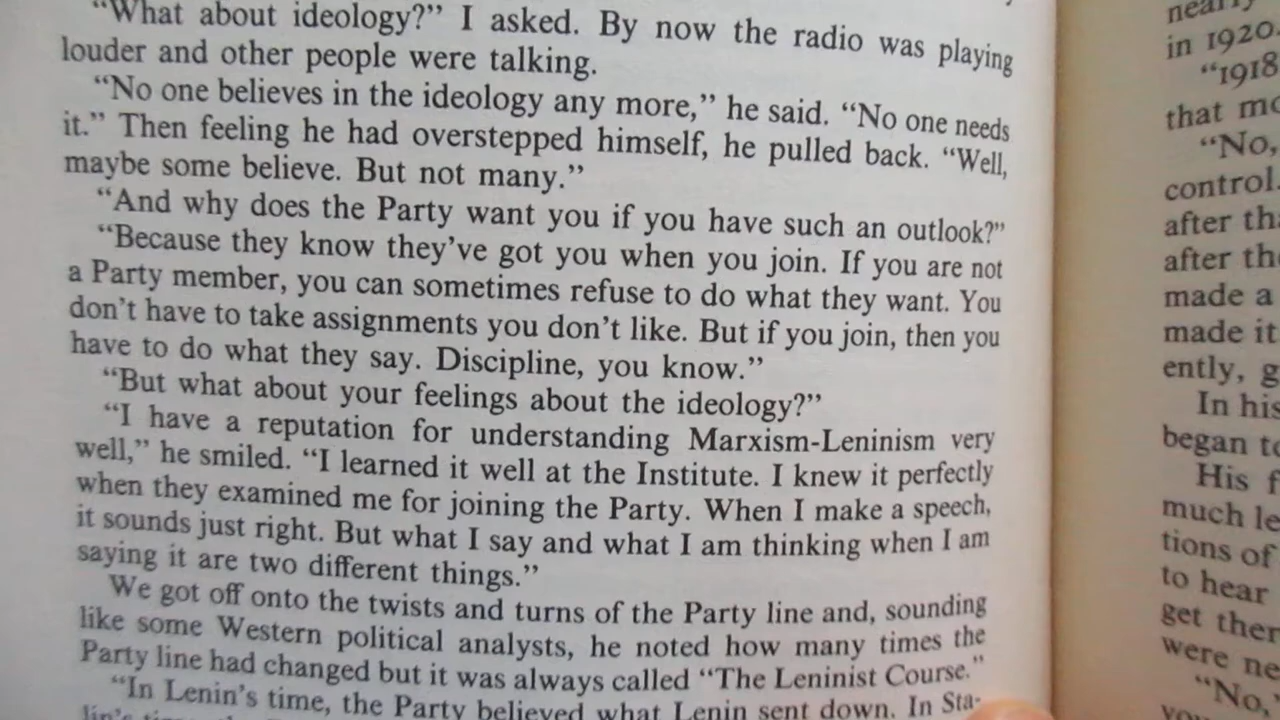 “What about ideology?” I asked. By now the radio was playing
louder and other people were talking.
“No one believes in the ideology any more,” he said. “No one needs
it.” Then feeling he had overstepped himself, he pulled back. “Well,
maybe some believe. But not many.”
“And why does the Party want you if you have such an outlook?”
“Because they know they’ve got you when you join. If you are not
a Party member, you can sometimes refuse to do what they want. You
don’t have to take assignments you don’t like. But if you join, then you
have to do what they say. Discipline, you know.”
“But what about your feelings about the ideology?”
“I have a reputation for understanding Marxism-Leninism very
well,” he smiled. “I learned it well at the Institute. I knew it perfectly
when they examined me for joining the Party. When I make a speech,
it sounds just right. But what I say and what I am thinking when I am
saying it are two different things.”
We got off onto the twists and turns of the Party line and, sounding
like some Western political analysts, he noted how many times the
Party line had changed but it was always called “The Leninist Course.”
“In Lenin’s time, the Party believed what Lenin sent down. In Sta-
in 1920.
“1918
that
“No,
control.
after
after
made a
made it
ently,
In his
began
His
much
tions of
to hear
get
were
“No,